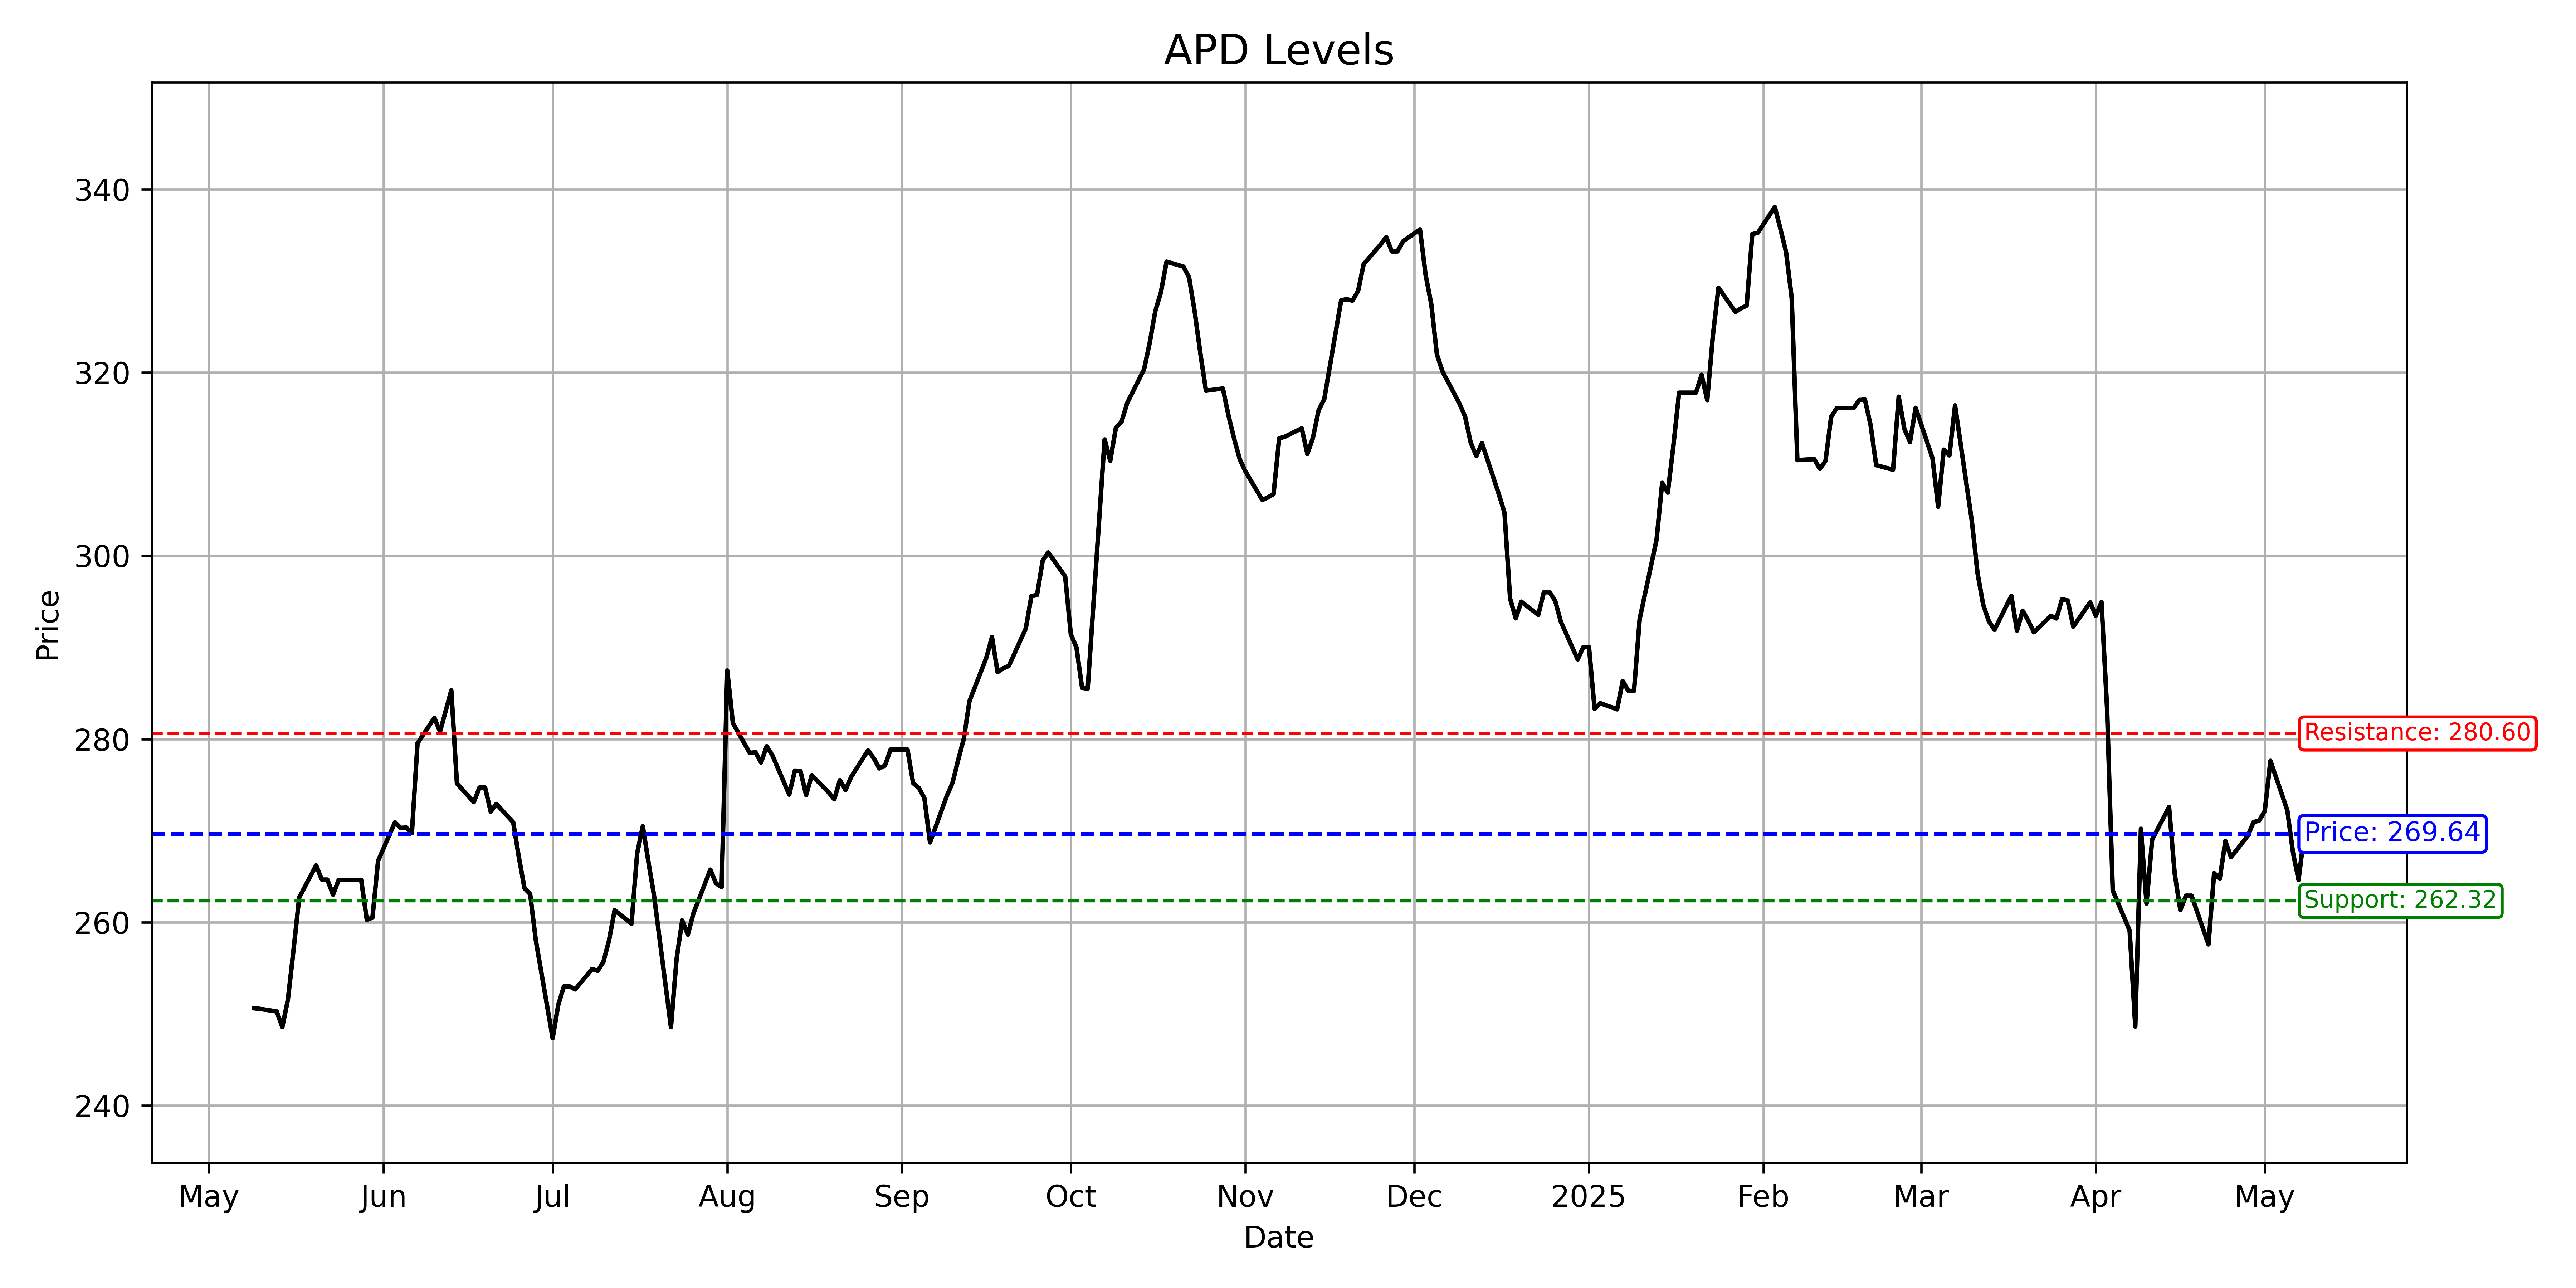 APD Levels
340
320
300
280
260
240
Price
Resistance: 280.60
Price: 269.64
Support: 262.32
May Jun Jul Aug Sep Oct Nov Dec 2025 Feb Mar Apr May
Date